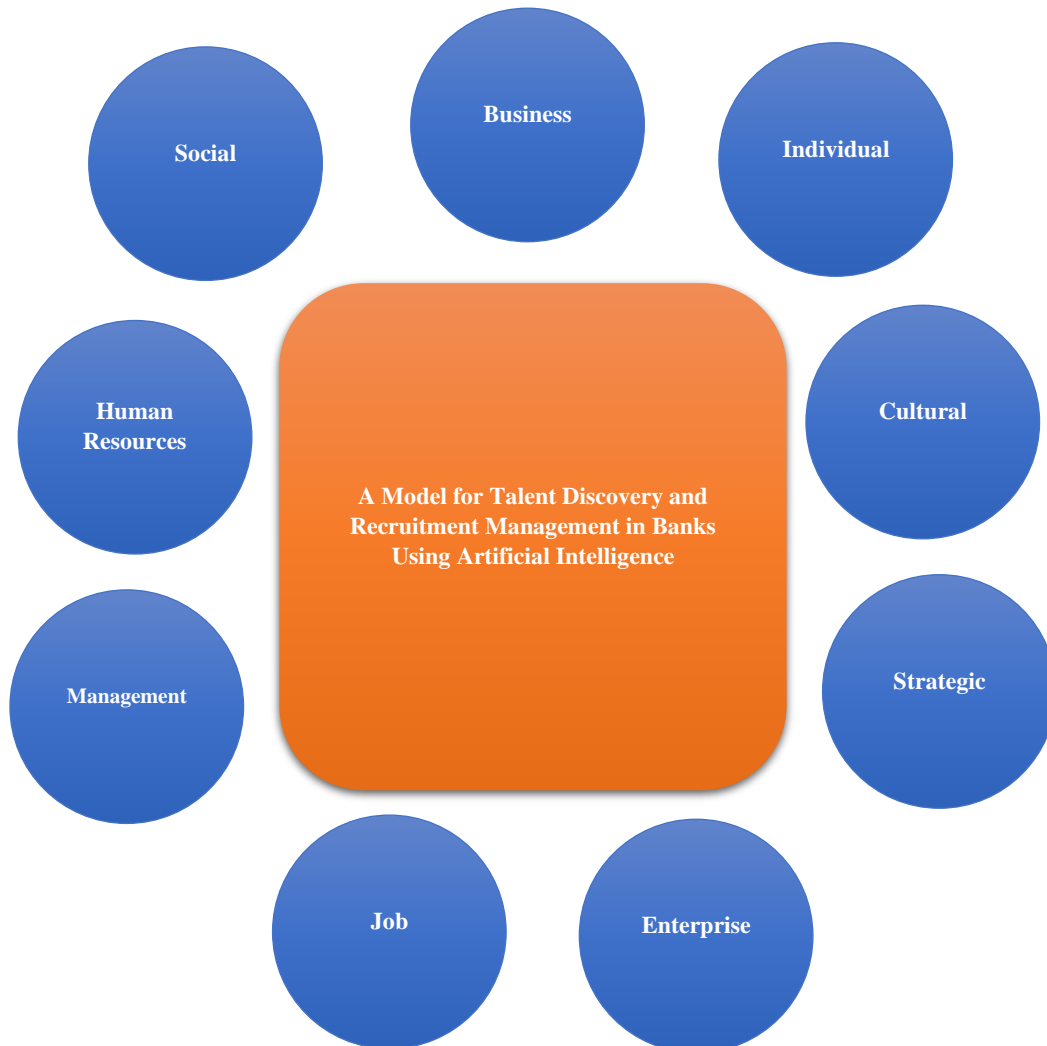 Business
Individual
Social
Cultural
Human
Resources
A Model for Talent Discovery and
Recruitment Management in Banks
Using Artificial Intelligence
Strategic
Management
Job
Enterprise